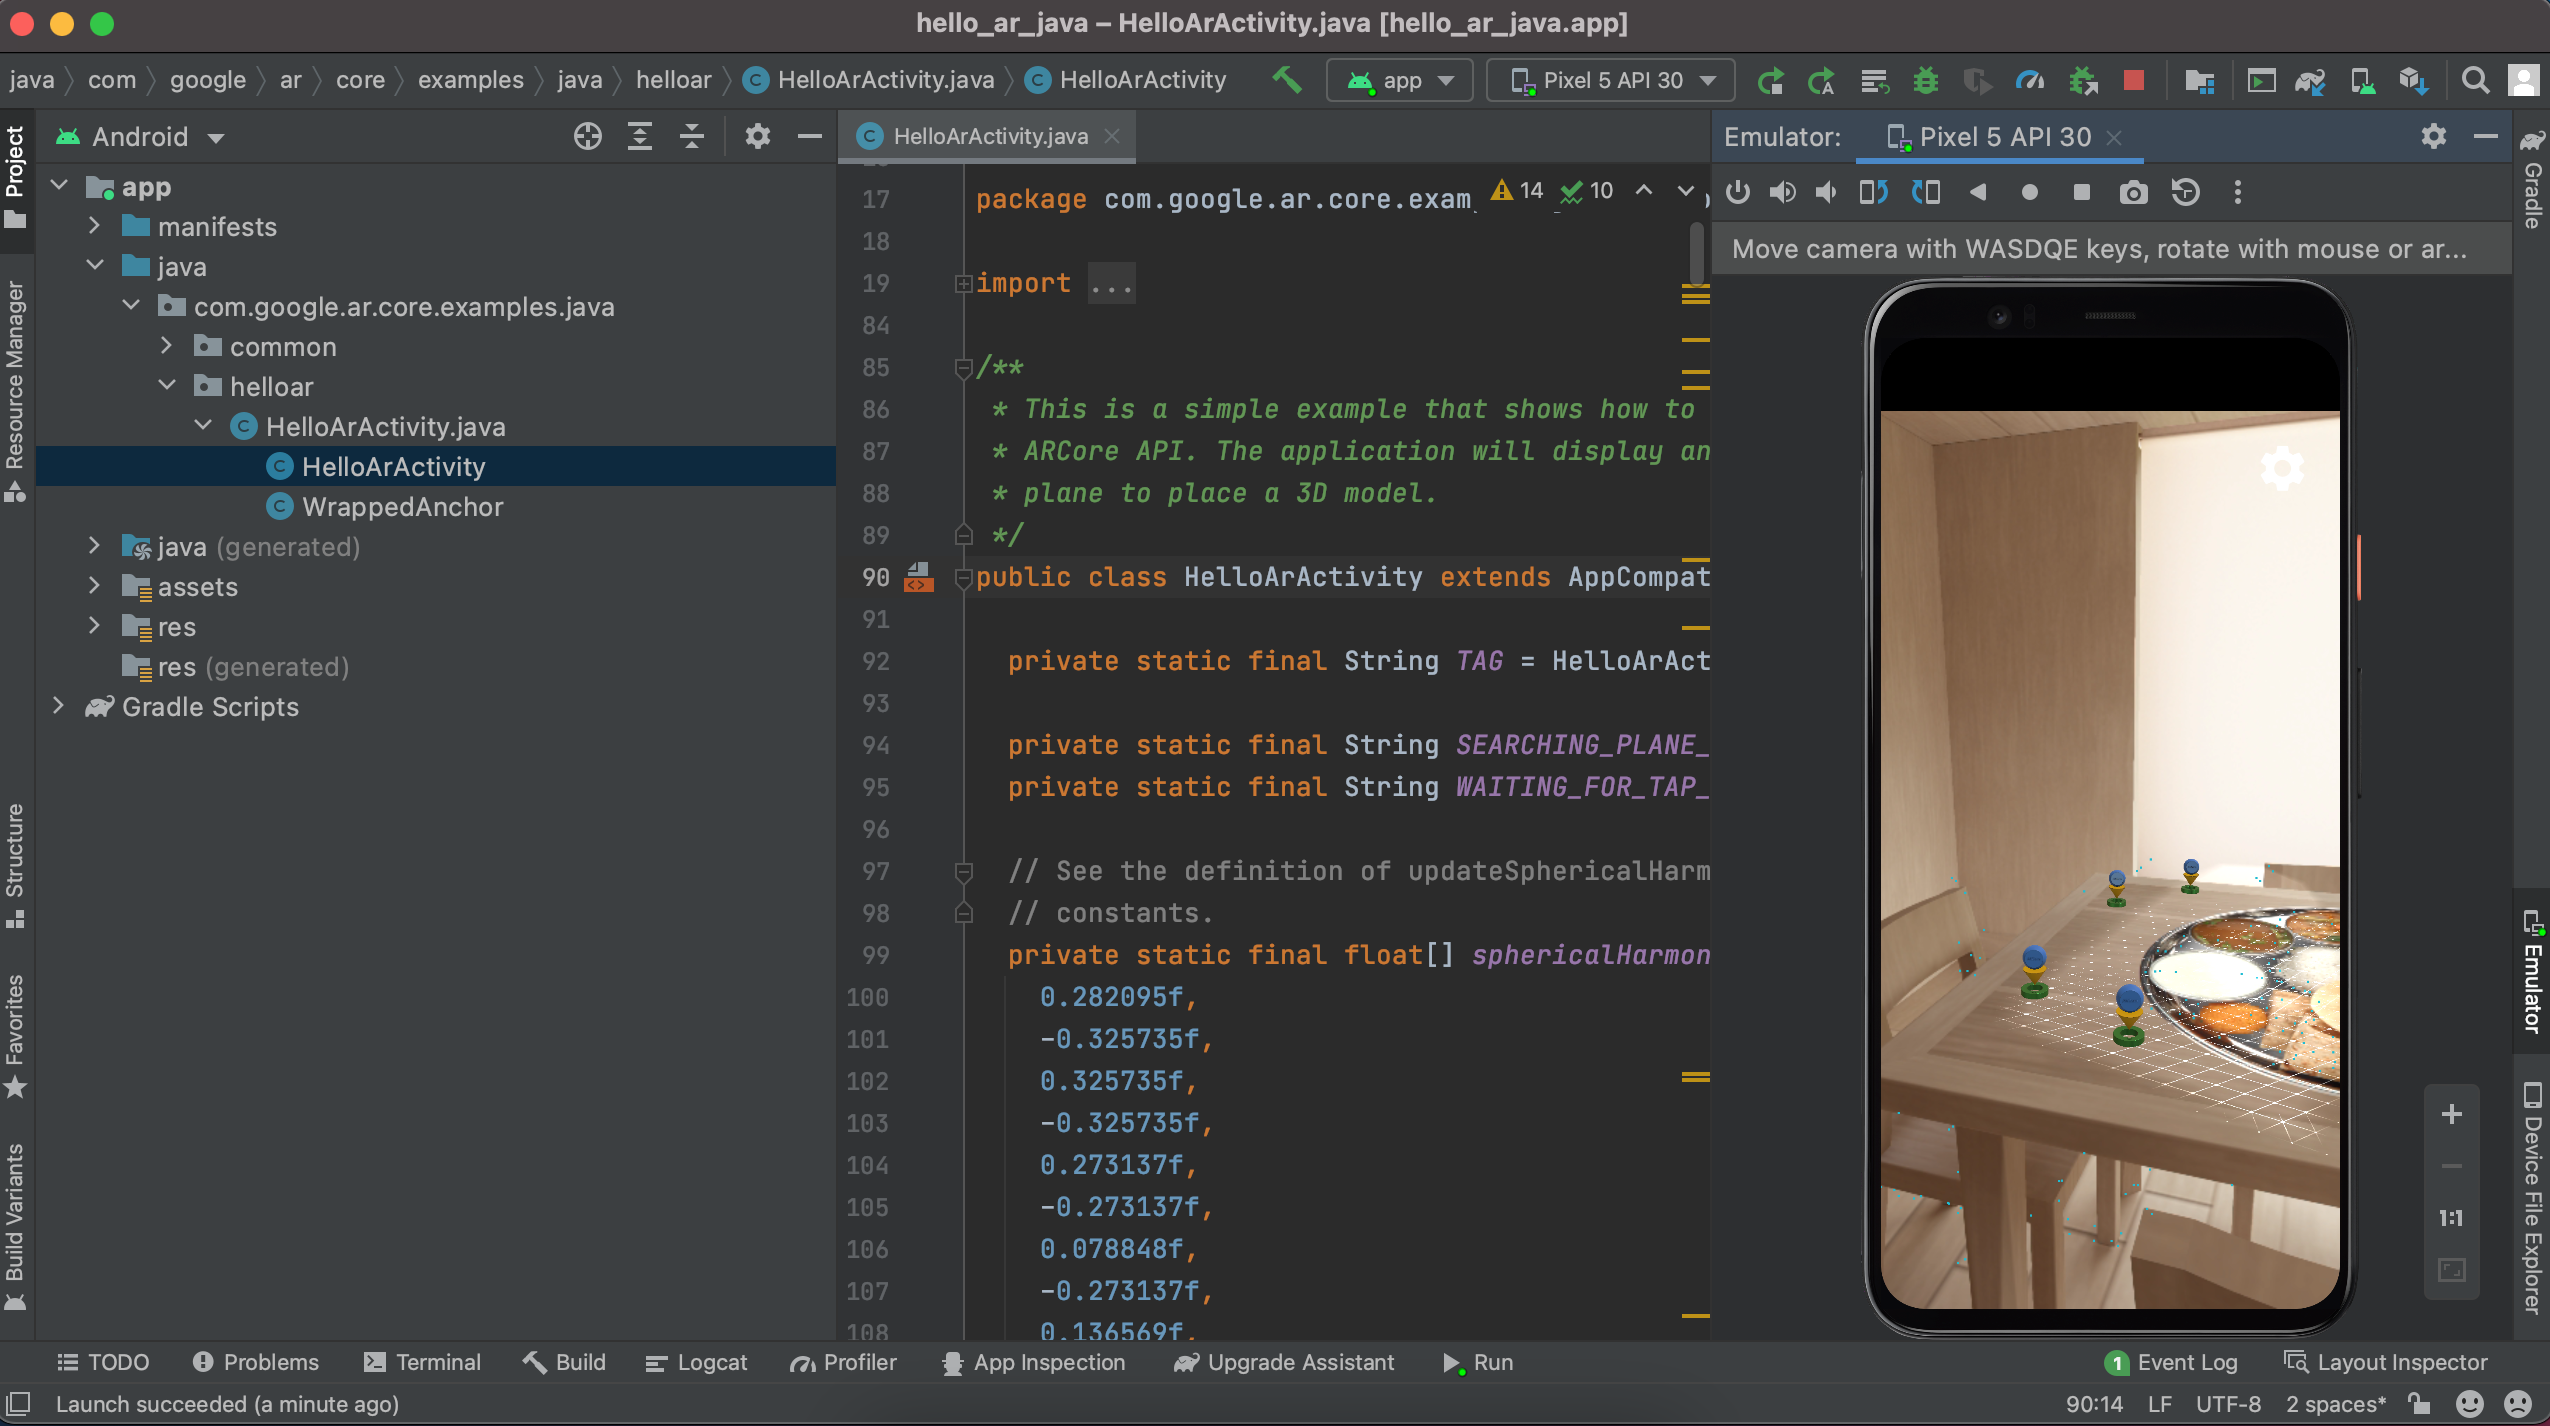 hello_ar_java – HelloArActivity.java [hello_ar_java.app]
java com google ar core examples java helloar HelloArActivity.java HelloArActivity app Pixel 5 API 30
Project
Resource Manager
Structure
Favorites
Build Variants
Android
app
manifests
java
com.google.ar.core.examples.java
common
helloar
HelloArActivity.java
HelloArActivity
WrappedAnchor
java (generated)
assets
res
res (generated)
Gradle Scripts
HelloArActivity.java
14 10
17 package com.google.ar.core.exam
18
19 import ...
84
85 /**
86 * This is a simple example that shows how to
87 * ARCore API. The application will display an
88 * plane to place a 3D model.
89 */
90 public class HelloArActivity extends AppCompat
91
92 private static final String TAG = HelloArAct
93
94 private static final String SEARCHING_PLANE_
95 private static final String WAITING_FOR_TAP_
96
97 // See the definition of updateSphericalHarm
98 // constants.
99 private static final float[] sphericalHarmon
100 0.282095f,
101 -0.325735f,
102 0.325735f,
103 -0.325735f,
104 0.273137f,
105 -0.273137f,
106 0.078848f,
107 -0.273137f,
108 0.136569f,
Emulator: Pixel 5 API 30
Move camera with WASDQE keys, rotate with mouse or ar...
1:1
Gradle
Emulator
Device File Explorer
TODO Problems Terminal Build Logcat Profiler App Inspection Upgrade Assistant Run 1 Event Log Layout Inspector
Launch succeeded (a minute ago) 90:14 LF UTF-8 2 spaces*